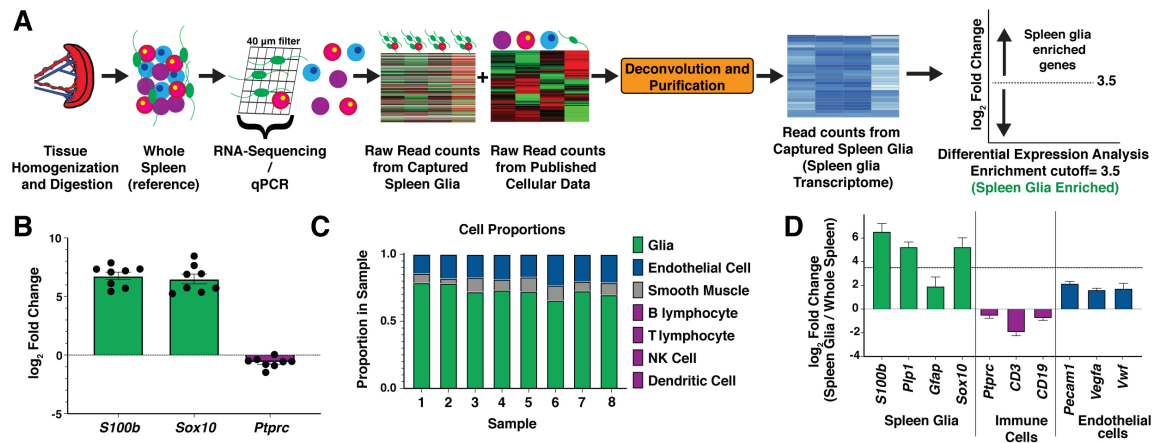 A
40 µm filter
+
Deconvolution and
Purification
log2 Fold Change
Spleen glia
enriched
genes
3.5
Tissue
Homogenization
and Digestion
Whole
Spleen
(reference)
RNA-Sequencing
/
qPCR
Raw Read counts
from Captured
Spleen Glia
Raw Read counts
from Published
Cellular Data
Read counts from
Captured Spleen Glia
(Spleen glia
Transcriptome)
Differential Expression Analysis
Enrichment cutoff= 3.5
(Spleen Glia Enriched)
B
log2 Fold Change
10
5
0
-5
S100b
Sox10
Ptprc
C
Cell Proportions
Proportion in Sample
1.0
0.5
0.0
1 2 3 4 5 6 7 8
Sample
Glia
Endothelial Cell
Smooth Muscle
B lymphocyte
T lymphocyte
NK Cell
Dendritic Cell
D
log2 Fold Change
(Spleen Glia / Whole Spleen)
6
4
2
0
-2
-4
S100b
Plp1
Gfap
Sox10
Ptprc
CD3
CD19
Pecam1
Vegfa
Vwf
Spleen Glia
Immune
Cells
Endothelial
cells